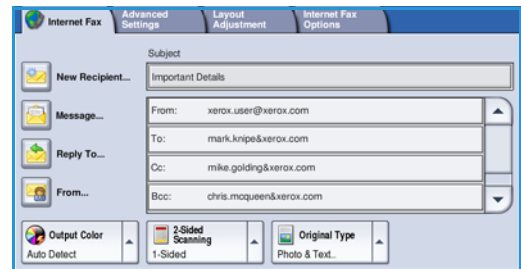 Internet Fax
Advanced Settings
Layout Adjustment
Internet Fax Options
Subject
New Recipient...
Important Details
Message...
From: xerox.user@xerox.com
To: mark.knipe&xerox.com
Reply To...
Cc: mike.golding&xerox.com
From...
Bcc: chris.mcqueen&xerox.com
Output Color
Auto Detect
2-Sided Scanning
1-Sided
Original Type
Photo & Text...